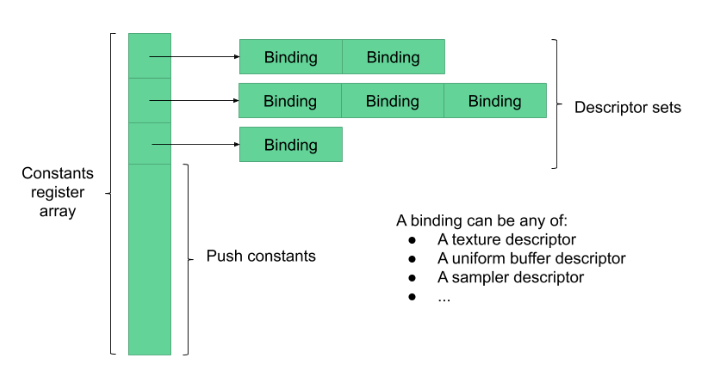 Binding Binding
Binding Binding Binding
Descriptor sets
Binding
Constants
register
array
Push constants
A binding can be any of:
● A texture descriptor
● A uniform buffer descriptor
● A sampler descriptor
● ...